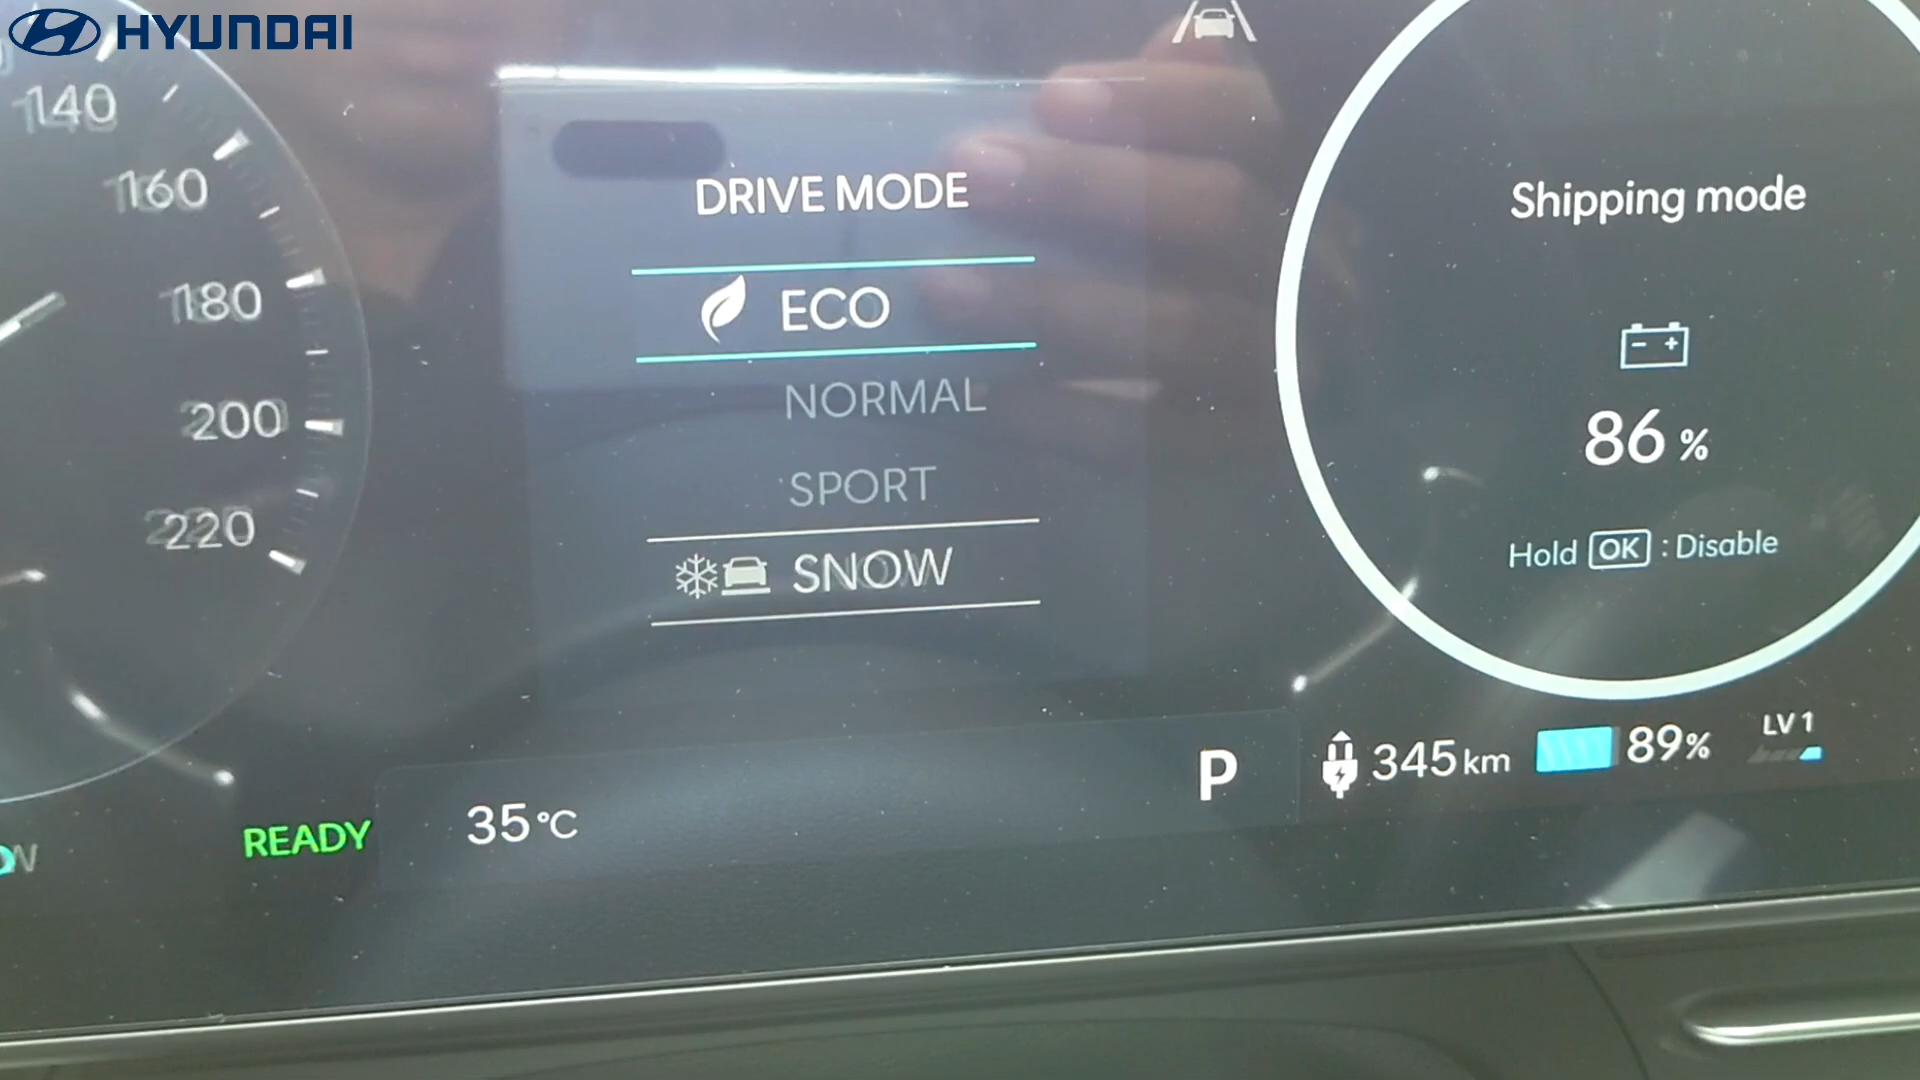 HYUNDAI
140
160
180
200
220
DRIVE MODE
ECO
NORMAL
SPORT
SNOW
Shipping mode
86 %
Hold OK : Disable
P
345 km
89%
LV 1
READY
35 °C